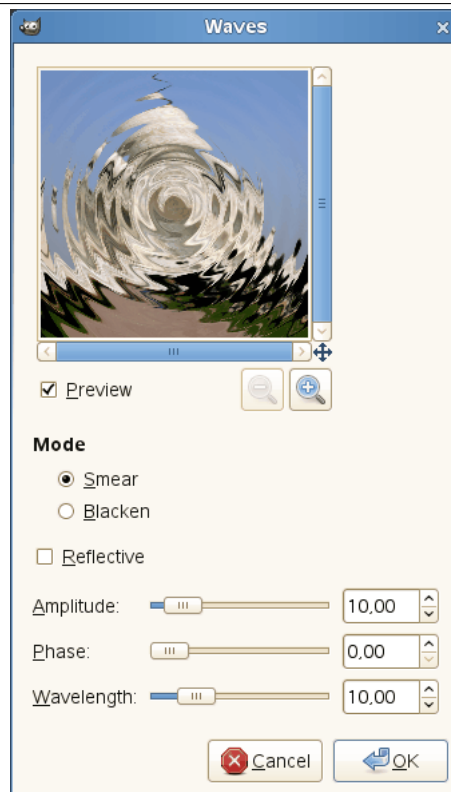 Waves
Preview
Mode
Smear
Blacken
Reflective
Amplitude: 10,00
Phase: 0,00
Wavelength: 10,00
Cancel OK